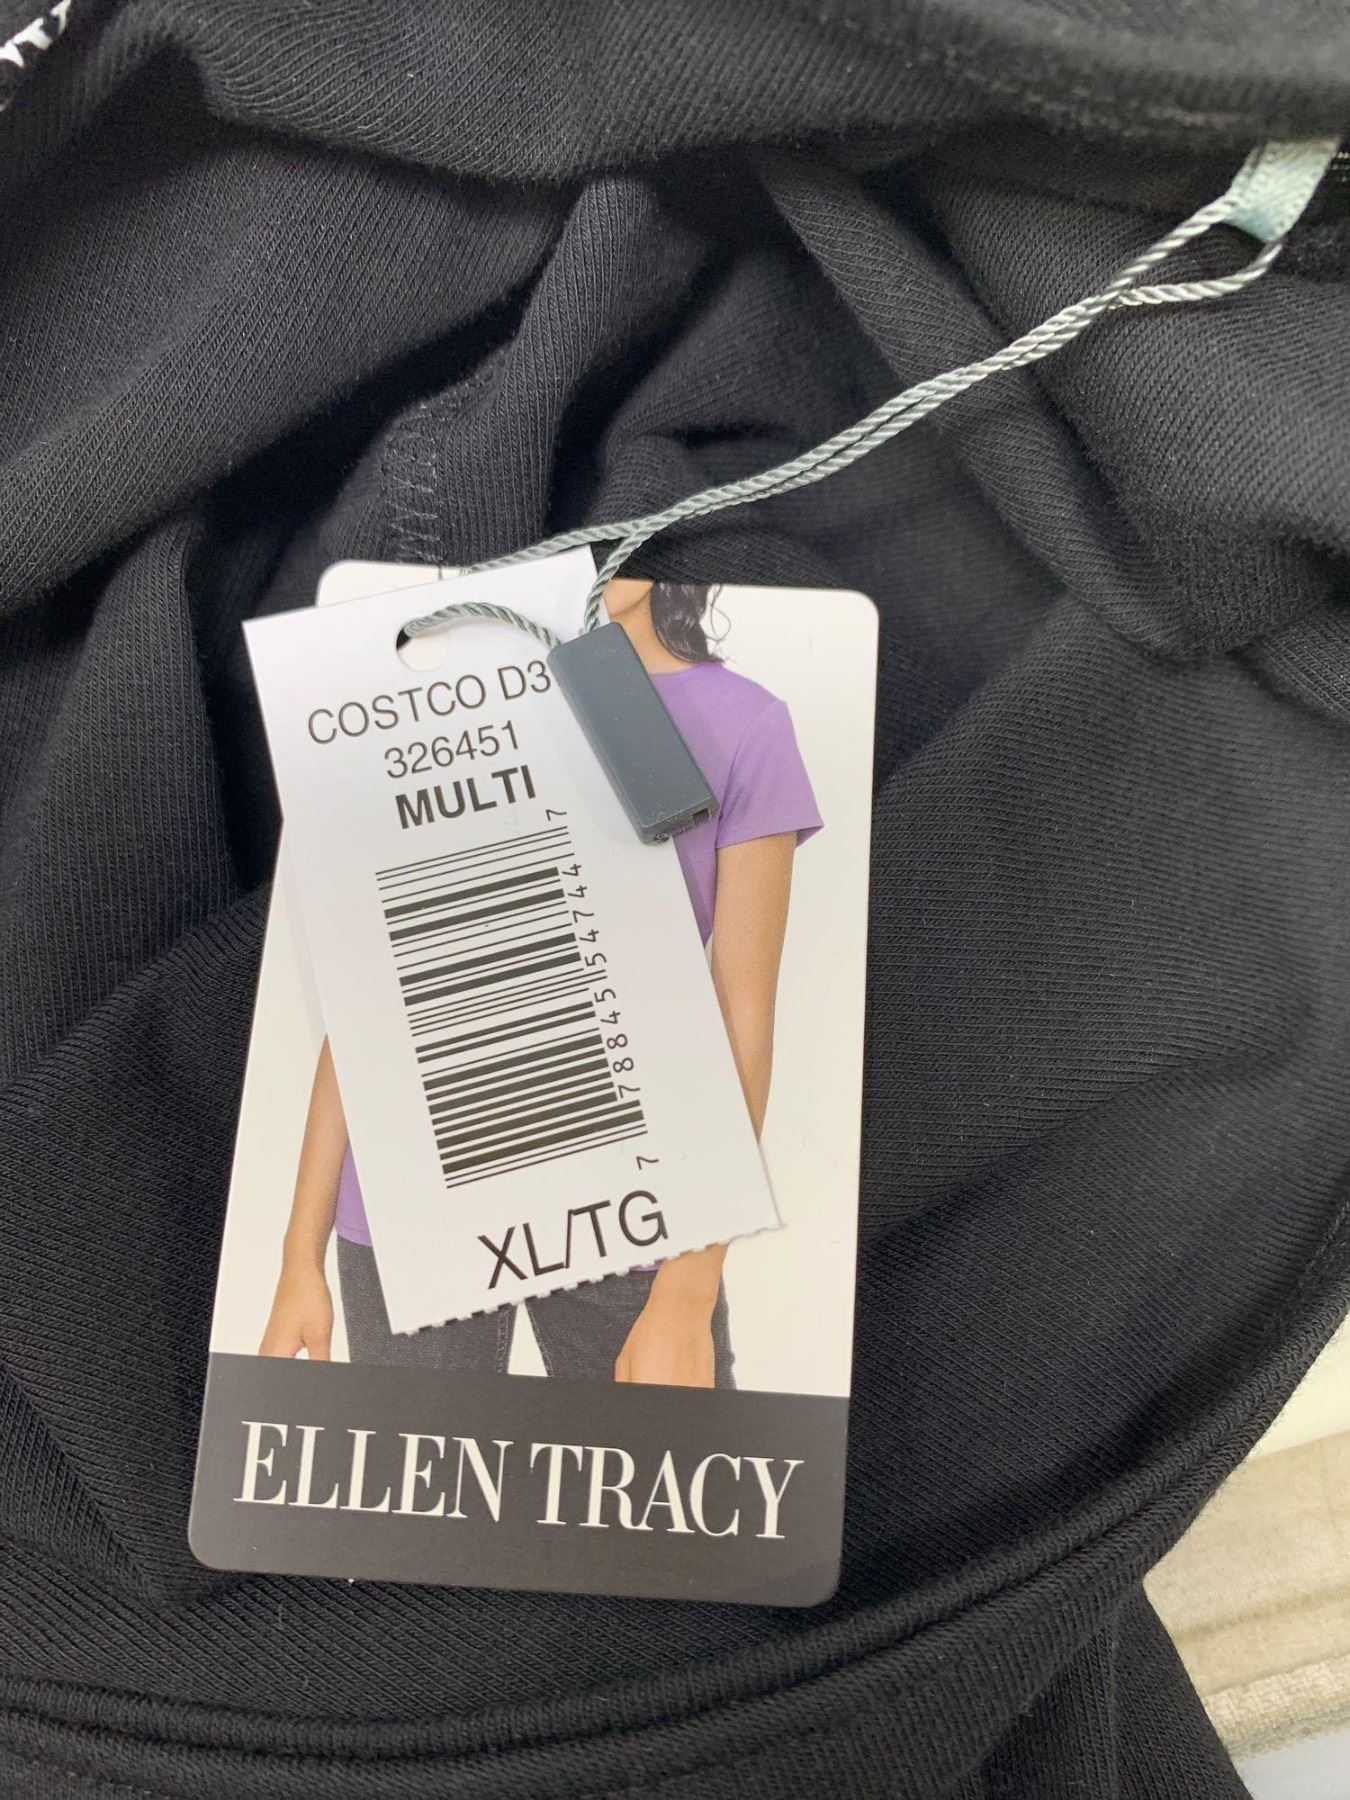 COSTCO D3
326451
MULTI
7 78845 54744 7
XL/TG
ELLEN TRACY